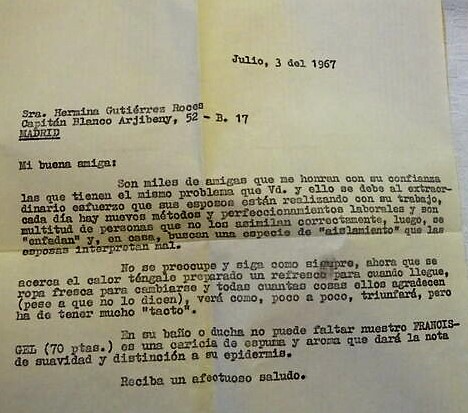 Julio, 3 del 1967
Sra. Hermina Gutiérrez Roces
Capitán Blanco Arjibeny, 52 - B. 17
MADRID
Mi buena amiga:
Son miles de amigas que me honran con su confianza
las que tienen el mismo problema que Vd. y ello se debe al extraor-
dinario esfuerzo que sus esposos están realizando con su trabajo,
cada día hay nuevos métodos y perfeccionamientos laborales y son
multitud de personas que no los asimilan correctamente, luego, se
"enfadan" y, en casa, buscan una especie de "aislamiento" que las
esposas interpretan mal.
No se preocupe y siga como siempre, ahora que se
acerca el calor téngale preparado un refresco para cuando llegue,
ropa fresca para cambiarse y todas cuantas cosas ellos agradecen
(pese a que no lo dicen), verá como, poco a poco, triunfará, pero
ha de tener mucho "tacto".
En su baño o ducha no puede faltar nuestro FRANCIS-
GEL (70 ptas.) es una caricia de espuma y aroma que dará la nota
de suavidad y distinción a su epidermis.
Reciba un afectuoso saludo.